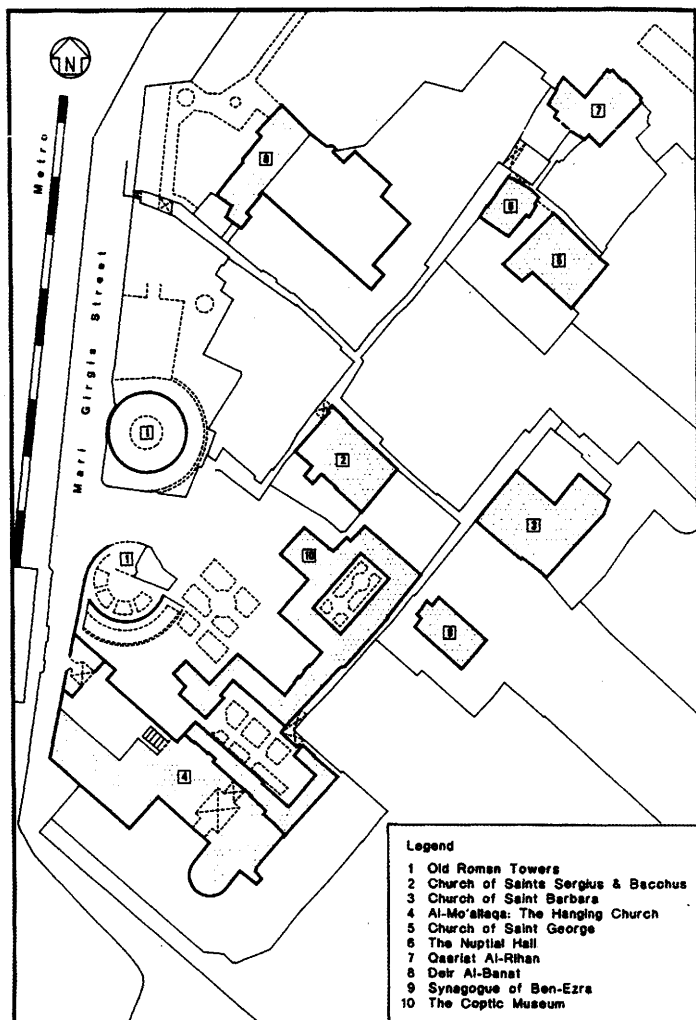 N
Metro
Mari Girgis Street
7
8
6
5
1
2
3
1
10
9
4
Legend
1 Old Roman Towers
2 Church of Saints Sergius & Bacchus
3 Church of Saint Barbara
4 Al-Mo'allaqa: The Hanging Church
5 Church of Saint George
6 The Nuptial Hall
7 Qasriat Al-Rihan
8 Deir Al-Banat
9 Synagogue of Ben-Ezra
10 The Coptic Museum